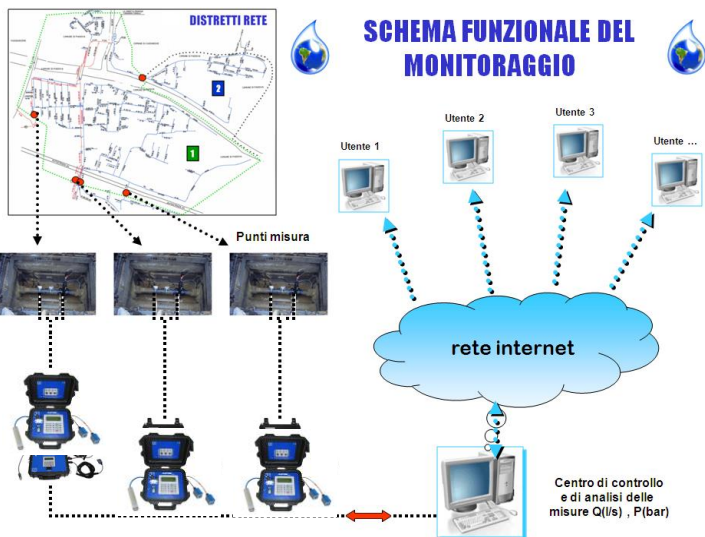 DISTRETTI RETE
SCHEMA FUNZIONALE DEL
MONITORAGGIO
2
1
Utente 1
Utente 2
Utente 3
Utente ...
Punti misura
rete internet
Centro di controllo
e di analisi delle
misure Q(l/s) , P(bar)